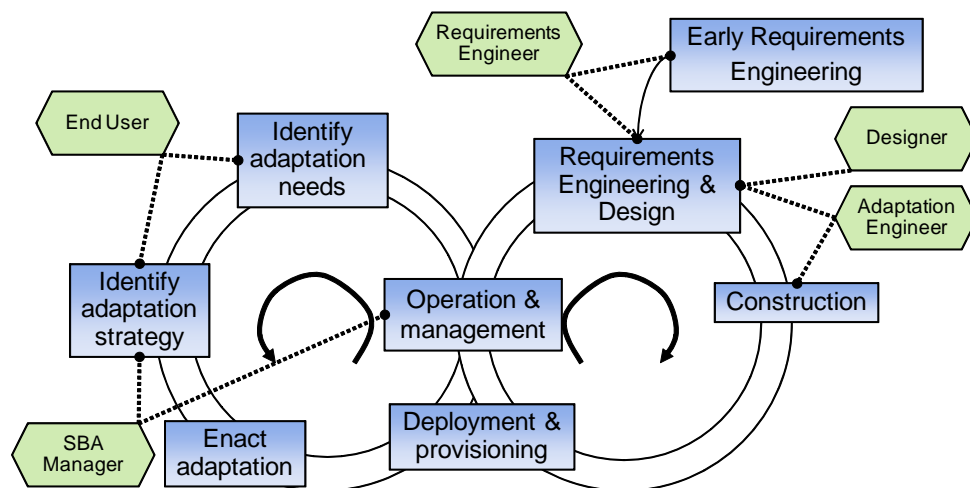 Requirements
Engineer
Early Requirements
Engineering
End User
Identify
adaptation
needs
Requirements
Engineering &
Design
Designer
Adaptation
Engineer
Identify
adaptation
strategy
Operation &
management
Construction
SBA
Manager
Enact
adaptation
Deployment &
provisioning